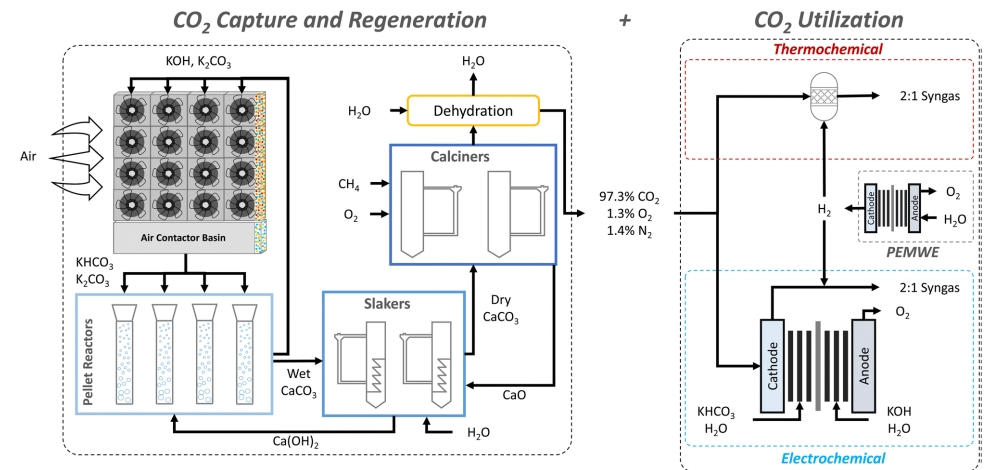 CO₂ Capture and Regeneration
+
CO₂ Utilization
KOH, K₂CO₃
Air
Air Contactor Basin
KHCO₃
K₂CO₃
Pellet Reactors
Wet
CaCO₃
Ca(OH)₂
Slakers
H₂O
Dry
CaCO₃
CaO
H₂O
H₂O
Dehydration
Calciners
CH₄
O₂
97.3% CO₂
1.3% O₂
1.4% N₂
Thermochemical
2:1 Syngas
H₂
Cathode
Anode
O₂
H₂O
PEMWE
2:1 Syngas
O₂
Cathode
Anode
KHCO₃
H₂O
KOH
H₂O
Electrochemical